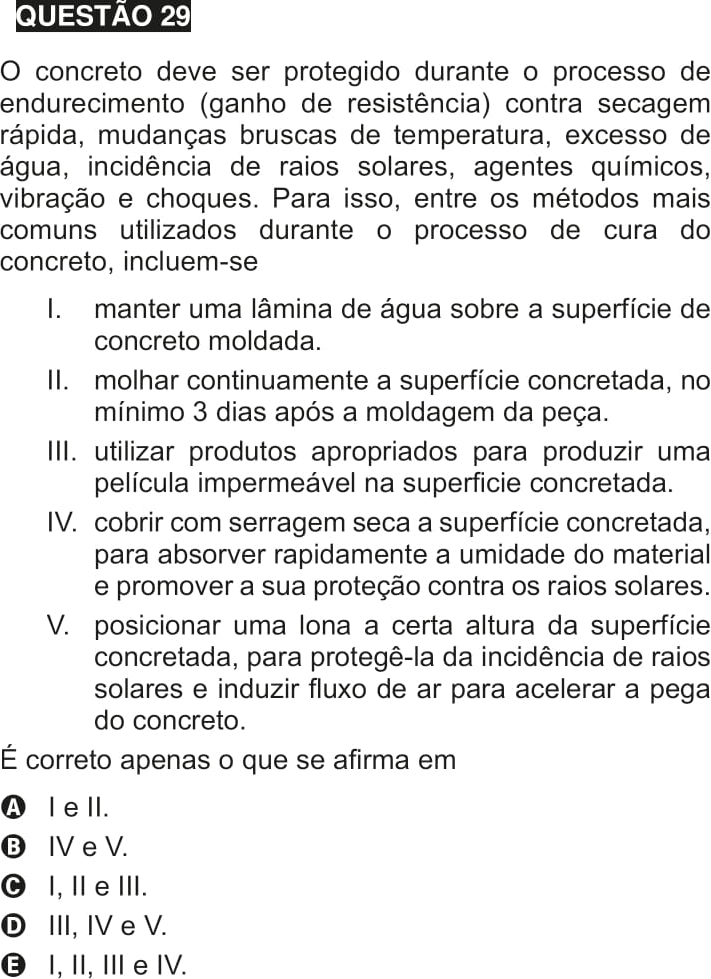 QUESTÃO 29
O concreto deve ser protegido durante o processo de
endurecimento (ganho de resistência) contra secagem
rápida, mudanças bruscas de temperatura, excesso de
água, incidência de raios solares, agentes químicos,
vibração e choques. Para isso, entre os métodos mais
comuns utilizados durante o processo de cura do
concreto, incluem-se
I. manter uma lâmina de água sobre a superfície de
concreto moldada.
II. molhar continuamente a superfície concretada, no
mínimo 3 dias após a moldagem da peça.
III. utilizar produtos apropriados para produzir uma
película impermeável na superficie concretada.
IV. cobrir com serragem seca a superfície concretada,
para absorver rapidamente a umidade do material
e promover a sua proteção contra os raios solares.
V. posicionar uma lona a certa altura da superfície
concretada, para protegê-la da incidência de raios
solares e induzir fluxo de ar para acelerar a pega
do concreto.
É correto apenas o que se afirma em
A I e II.
B IV e V.
C I, II e III.
D III, IV e V.
E I, II, III e IV.